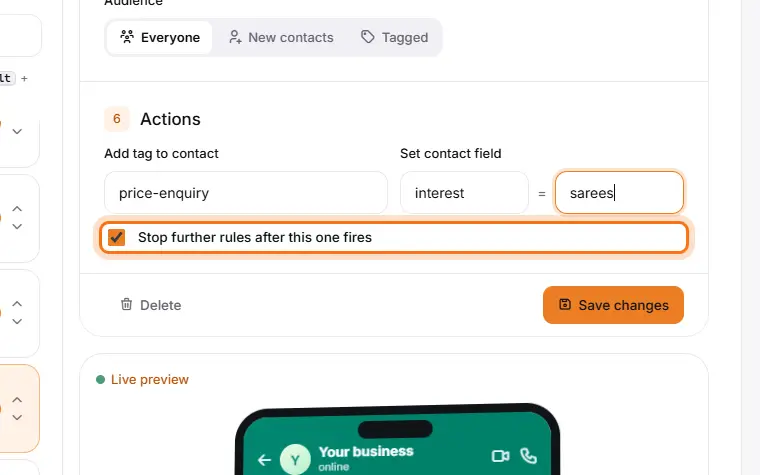 Audience
Everyone New contacts Tagged
lt +
6 Actions
Add tag to contact Set contact field
price-enquiry interest = sarees
Stop further rules after this one fires
Delete Save changes
Live preview
Y Your business
online